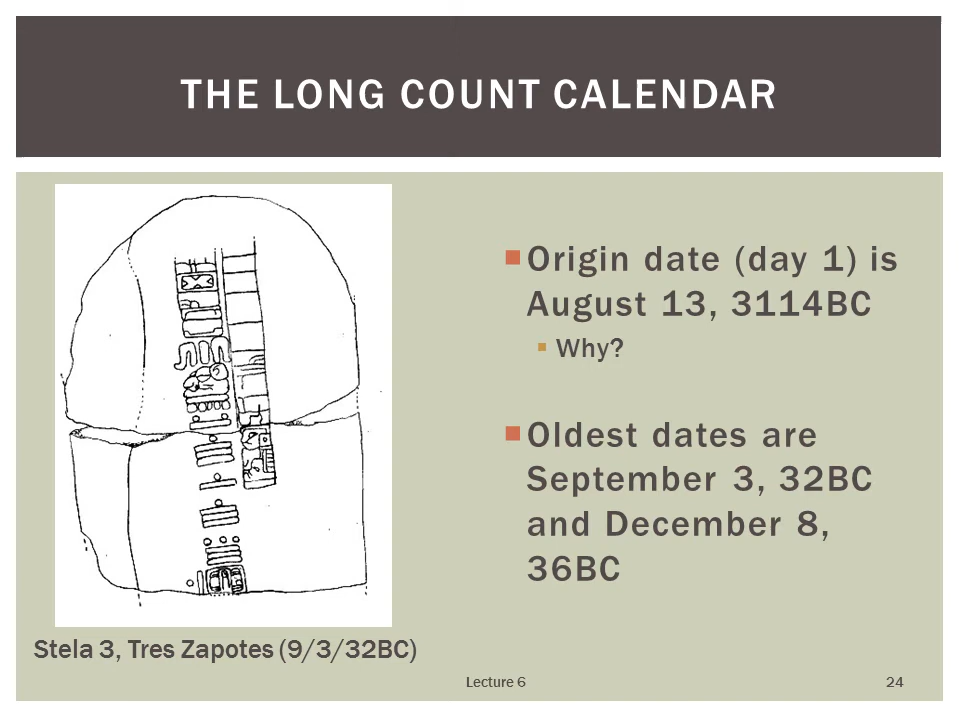 THE LONG COUNT CALENDAR
Origin date (day 1) is
August 13, 3114BC
Why?
Oldest dates are
September 3, 32BC
and December 8,
36BC
Stela 3, Tres Zapotes (9/3/32BC)
Lecture 6
24